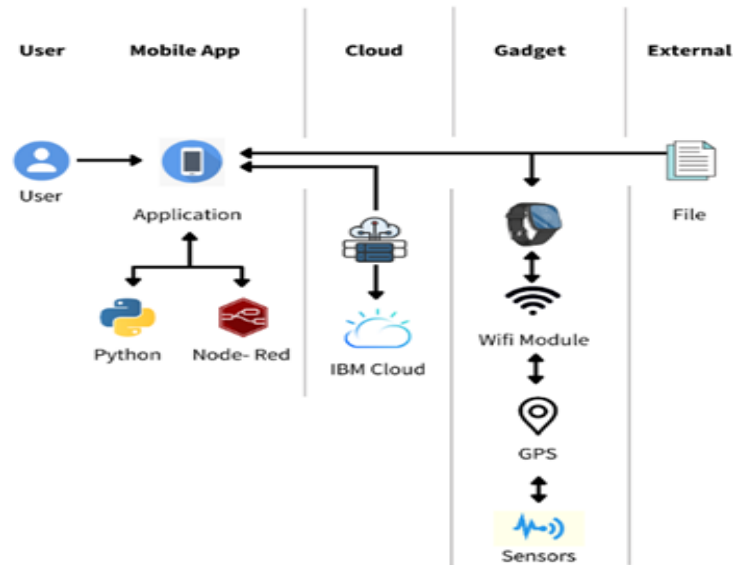 User Mobile App Cloud Gadget External
User
Application
File
Python
Node- Red
IBM Cloud
Wifi Module
GPS
Sensors